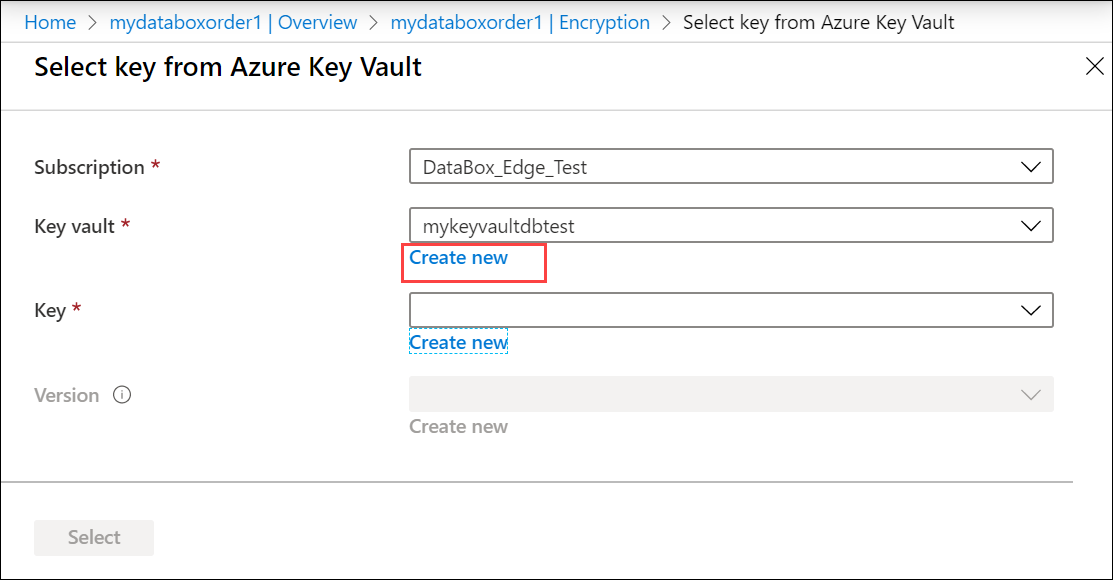 Home > mydataboxorder1 | Overview > mydataboxorder1 | Encryption > Select key from Azure Key Vault
Select key from Azure Key Vault
Subscription * DataBox_Edge_Test
Key vault * mykeyvaultdbtest
Create new
Key *
Create new
Version
Create new
Select